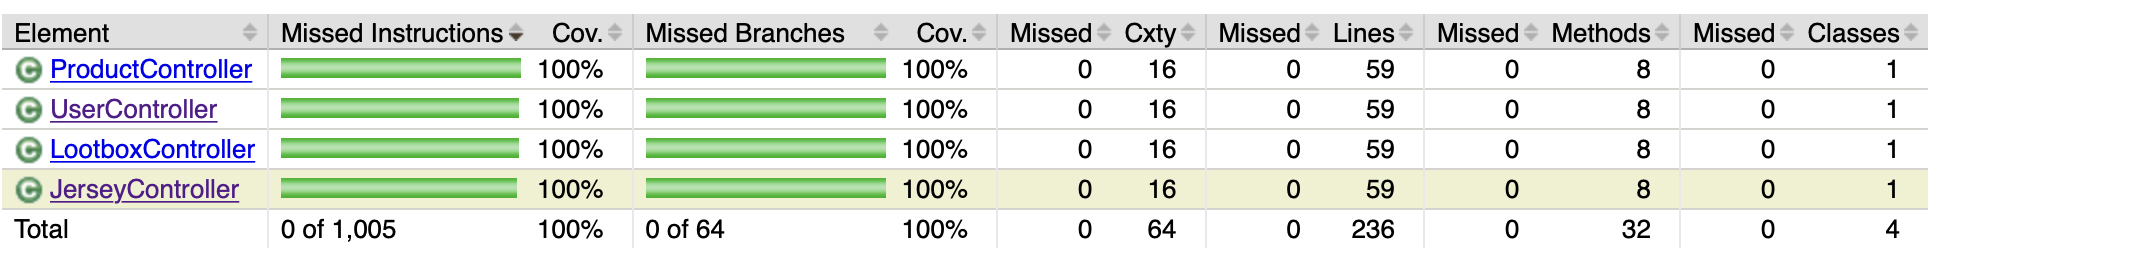 Element Missed Instructions Cov. Missed Branches Cov. Missed Cxty Missed Lines Missed Methods Missed Classes
ProductController 100% 100% 0 16 0 59 0 8 0 1
UserController 100% 100% 0 16 0 59 0 8 0 1
LootboxController 100% 100% 0 16 0 59 0 8 0 1
JerseyController 100% 100% 0 16 0 59 0 8 0 1
Total 0 of 1,005 100% 0 of 64 100% 0 64 0 236 0 32 0 4